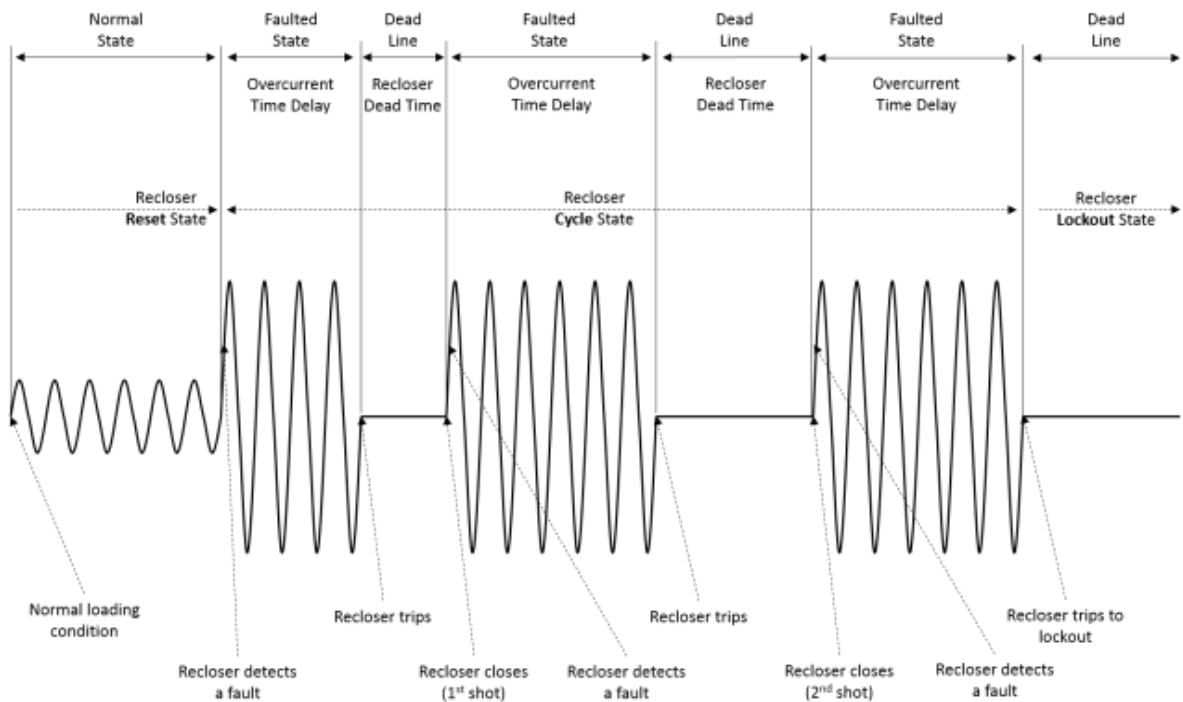 Normal
State
Faulted
State
Dead
Line
Faulted
State
Dead
Line
Faulted
State
Dead
Line
Overcurrent
Time Delay
Recloser
Dead Time
Overcurrent
Time Delay
Recloser
Dead Time
Overcurrent
Time Delay
Recloser
Reset State
Recloser
Cycle State
Recloser
Lockout State
Normal loading
condition
Recloser detects
a fault
Recloser trips
Recloser closes
(1st shot)
Recloser detects
a fault
Recloser trips
Recloser closes
(2nd shot)
Recloser detects
a fault
Recloser trips to
lockout